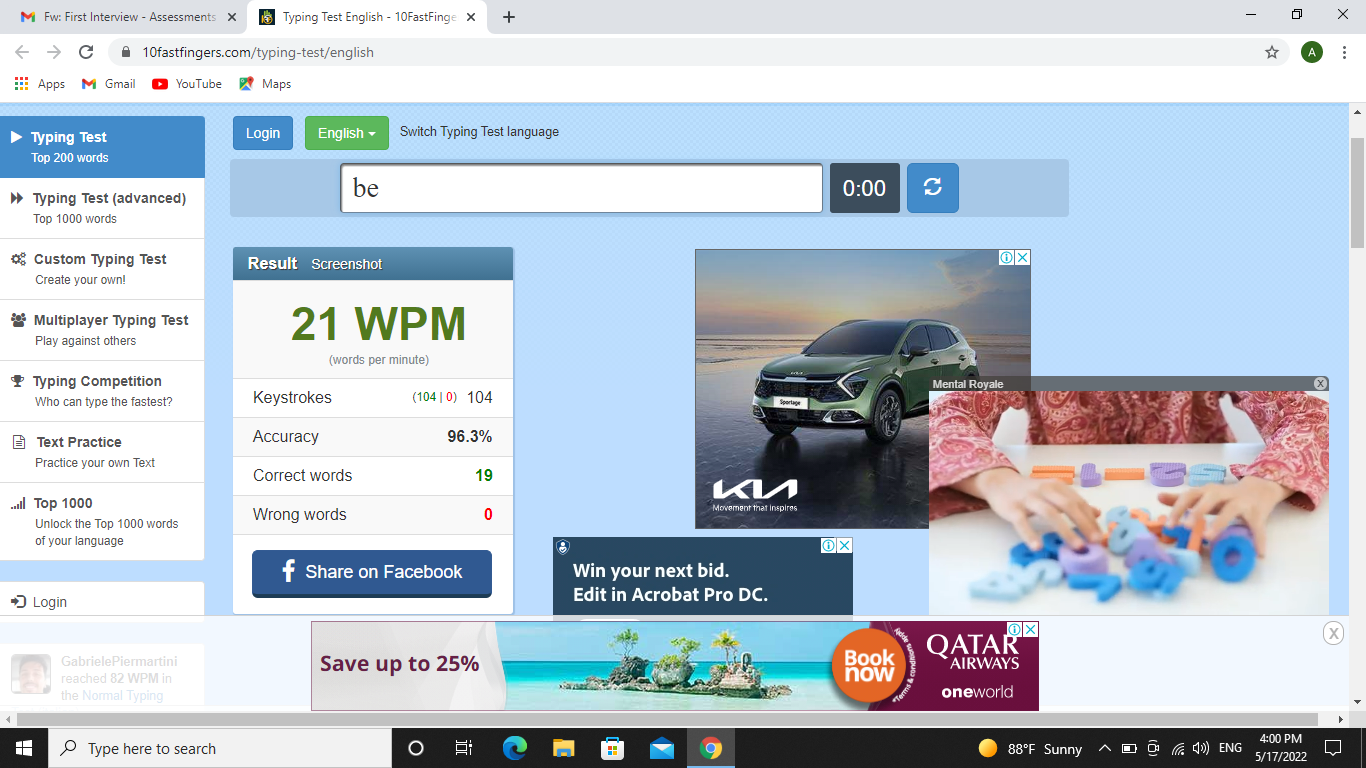 Fw: First Interview - Assessments
Typing Test English - 10FastFinge
10fastfingers.com/typing-test/english
A
Apps
Gmail
YouTube
Maps
Typing Test
Top 200 words
Typing Test (advanced)
Top 1000 words
Custom Typing Test
Create your own!
Multiplayer Typing Test
Play against others
Typing Competition
Who can type the fastest?
Text Practice
Practice your own Text
Top 1000
Unlock the Top 1000 words
of your language
Login
GabrielePiermartini
reached 82 WPM in
the Normal Typing
Login
English
Switch Typing Test language
be
0:00
Result Screenshot
21 WPM
(words per minute)
Keystrokes (104 | 0) 104
Accuracy 96.3%
Correct words 19
Wrong words 0
Share on Facebook
Sportage
KIA
Movement that inspires
Mental Royale
X
Win your next bid.
Edit in Acrobat Pro DC.
Save up to 25%
Book
now
Apply
*Terms & conditions
QATAR
AIRWAYS
oneworld
X
Type here to search
88°F Sunny
ENG
4:00 PM
5/17/2022